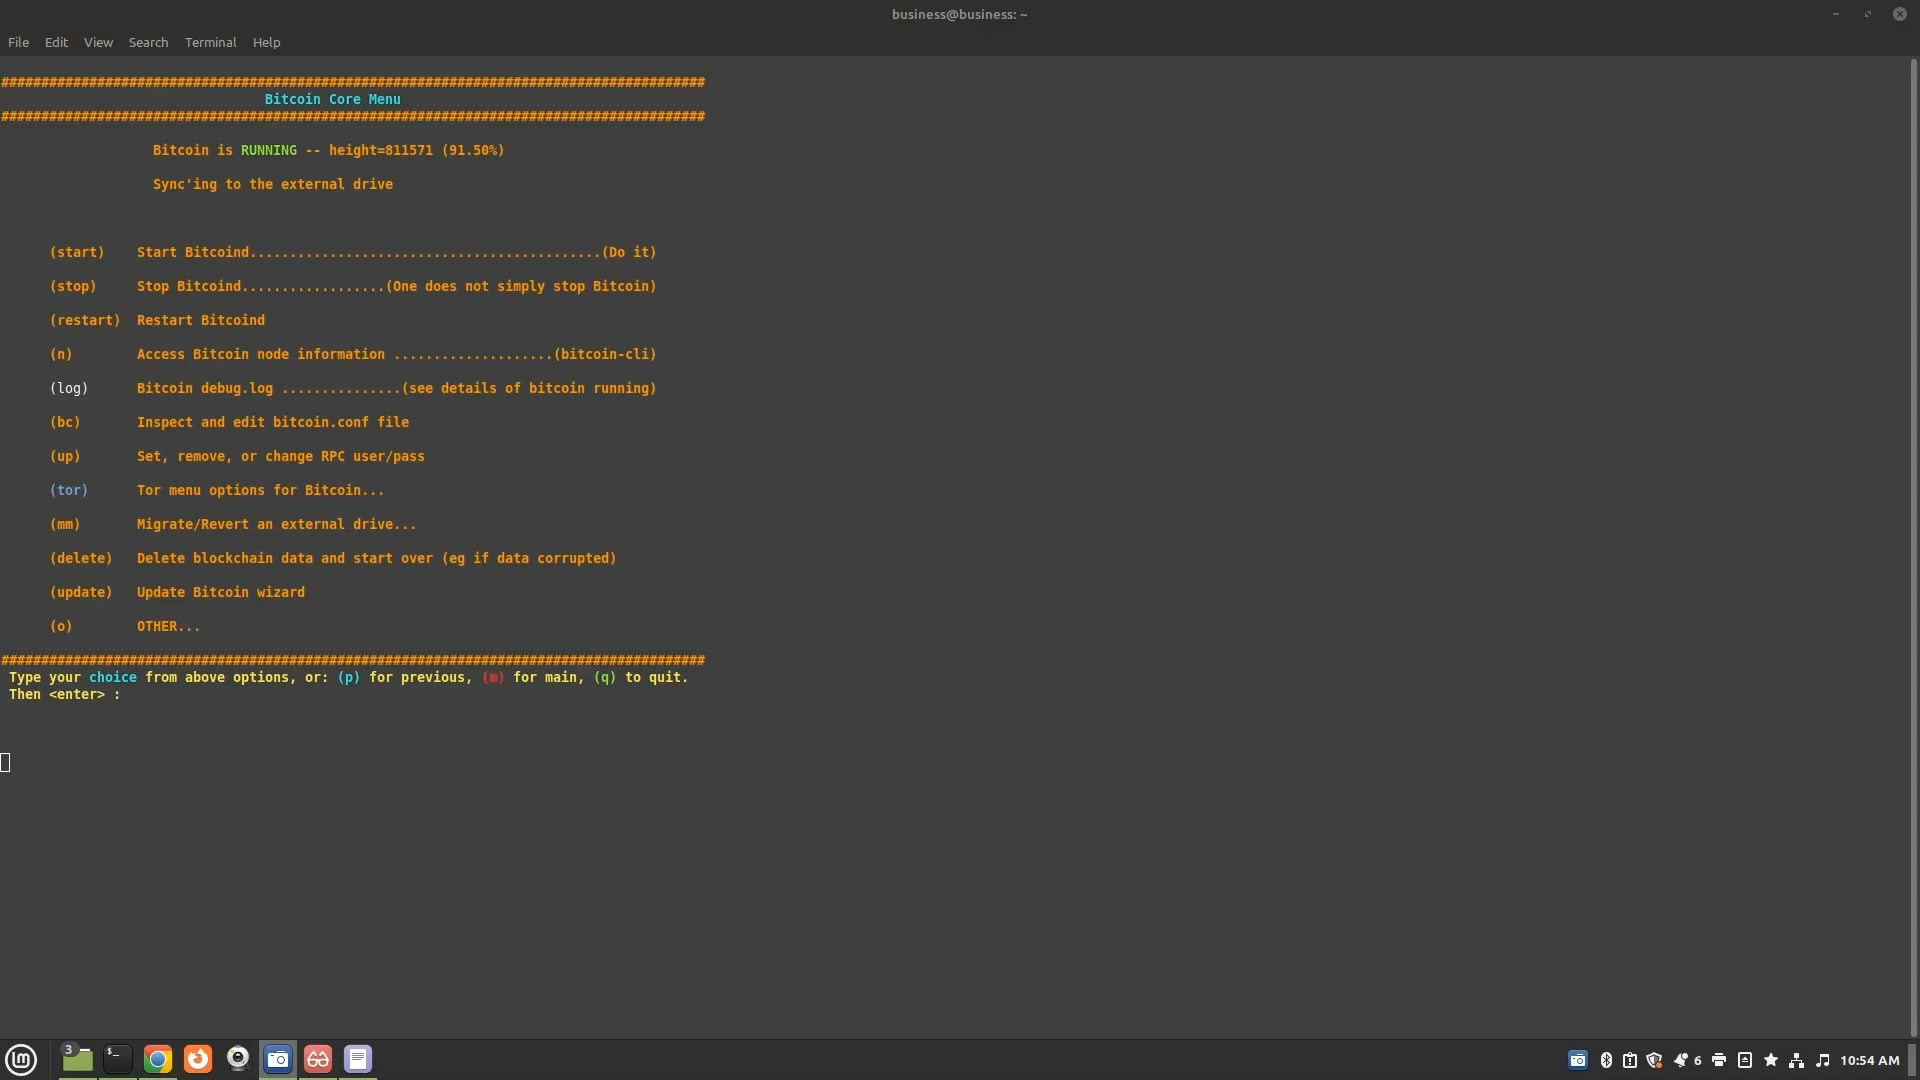 business@business: ~
File Edit View Search Terminal Help
########################################################################################
Bitcoin Core Menu
########################################################################################
Bitcoin is RUNNING -- height=811571 (91.50%)
Sync'ing to the external drive
(start) Start Bitcoind............................................(Do it)
(stop) Stop Bitcoind..................(One does not simply stop Bitcoin)
(restart) Restart Bitcoind
(n) Access Bitcoin node information ....................(bitcoin-cli)
(log) Bitcoin debug.log ...............(see details of bitcoin running)
(bc) Inspect and edit bitcoin.conf file
(up) Set, remove, or change RPC user/pass
(tor) Tor menu options for Bitcoin...
(mm) Migrate/Revert an external drive...
(delete) Delete blockchain data and start over (eg if data corrupted)
(update) Update Bitcoin wizard
(o) OTHER...
########################################################################################
Type your choice from above options, or: (p) for previous, (m) for main, (q) to quit.
Then <enter> :
3
$_
lm
6
10:54 AM